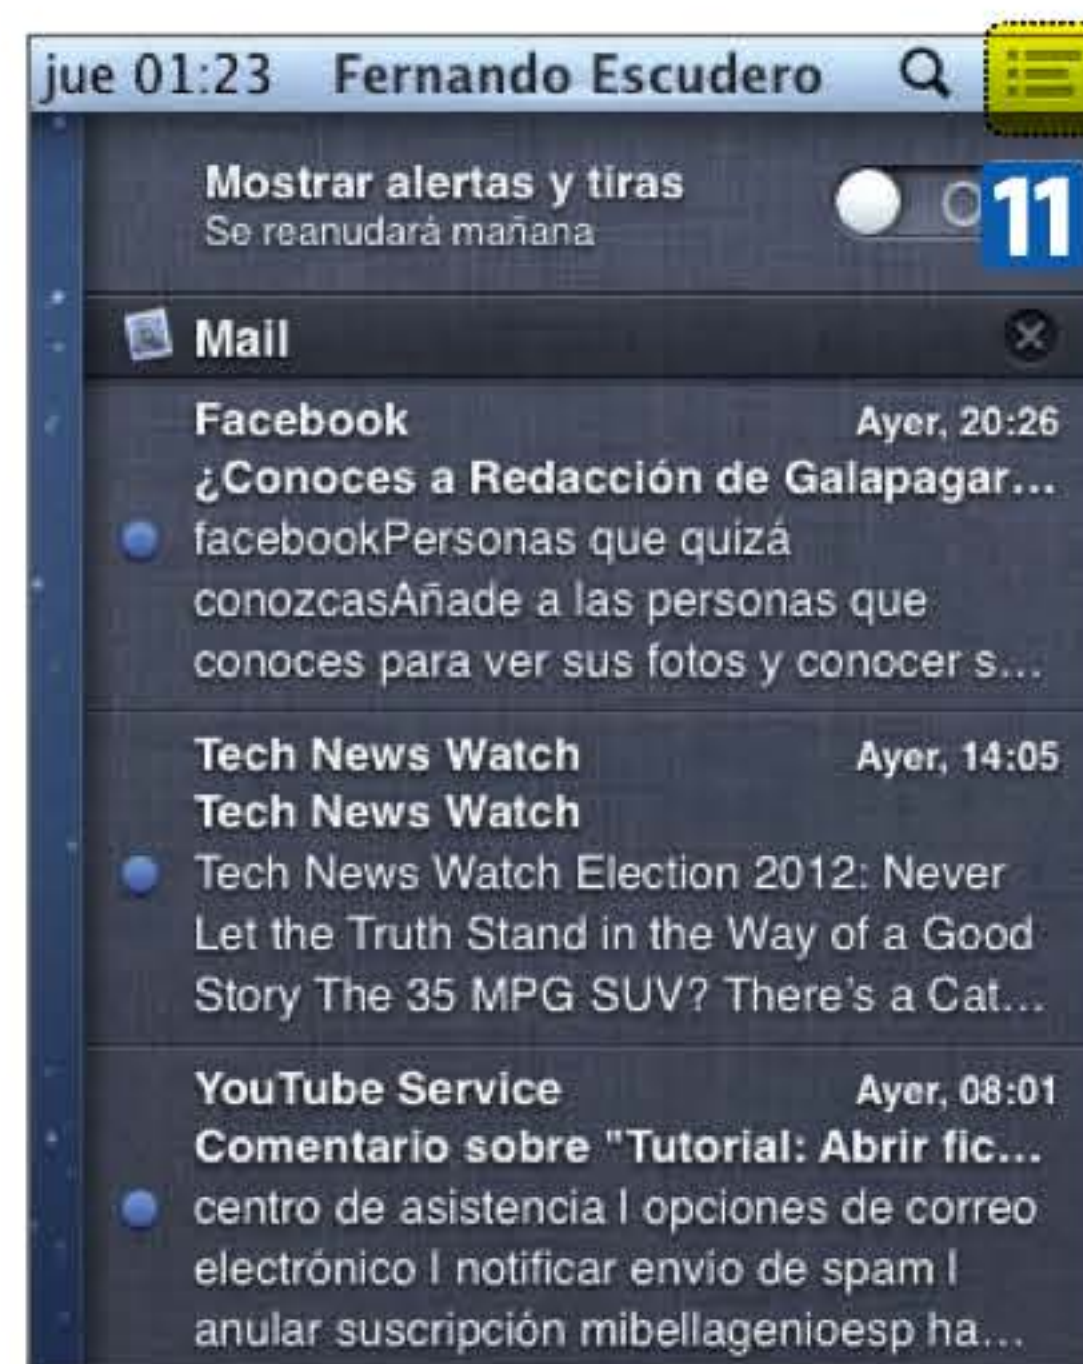 jue 01:23 Fernando Escudero
Mostrar alertas y tiras
Se reanudará mañana
11
Mail
Facebook Ayer, 20:26
¿Conoces a Redacción de Galapagar...
facebookPersonas que quizá
conozcasAñade a las personas que
conoces para ver sus fotos y conocer s...
Tech News Watch Ayer, 14:05
Tech News Watch
Tech News Watch Election 2012: Never
Let the Truth Stand in the Way of a Good
Story The 35 MPG SUV? There's a Cat...
YouTube Service Ayer, 08:01
Comentario sobre "Tutorial: Abrir fic...
centro de asistencia I opciones de correo
electrónico I notificar envío de spam I
anular suscripción mibellagenioesp ha...